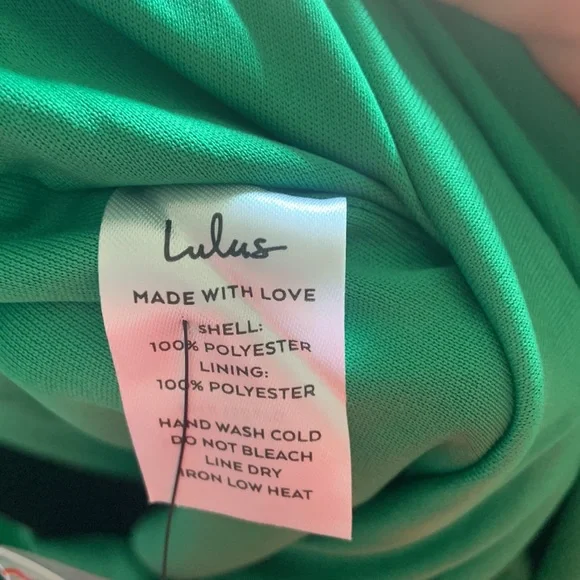 Lulus
MADE WITH LOVE
SHELL:
100% POLYESTER
LINING:
100% POLYESTER
HAND WASH COLD
DO NOT BLEACH
LINE DRY
IRON LOW HEAT